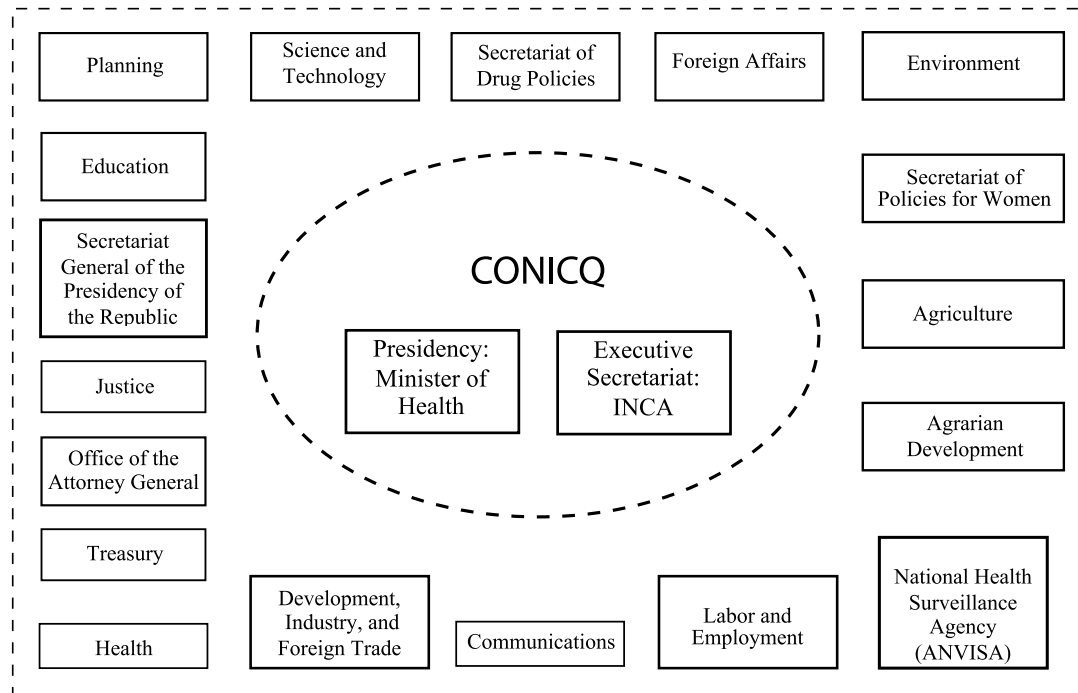 Planning
Science and
Technology
Secretariat of
Drug Policies
Foreign Affairs
Environment
Education
Secretariat of
Policies for Women
Secretariat
General of the
Presidency of
the Republic
CONICQ
Agriculture
Presidency:
Minister of
Health
Executive
Secretariat:
INCA
Justice
Agrarian
Development
Office of the
Attorney General
Treasury
National Health
Surveillance
Agency
(ANVISA)
Development,
Industry, and
Foreign Trade
Labor and
Employment
Health
Communications